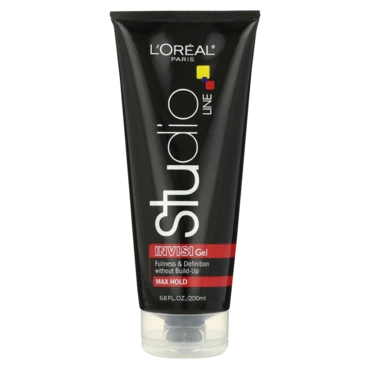 L'ORÉAL
PARIS
studio
LINE
INVISI Gel
Fullness & Definition
without Build-Up
MAX HOLD
6.8 FL. OZ./200ml